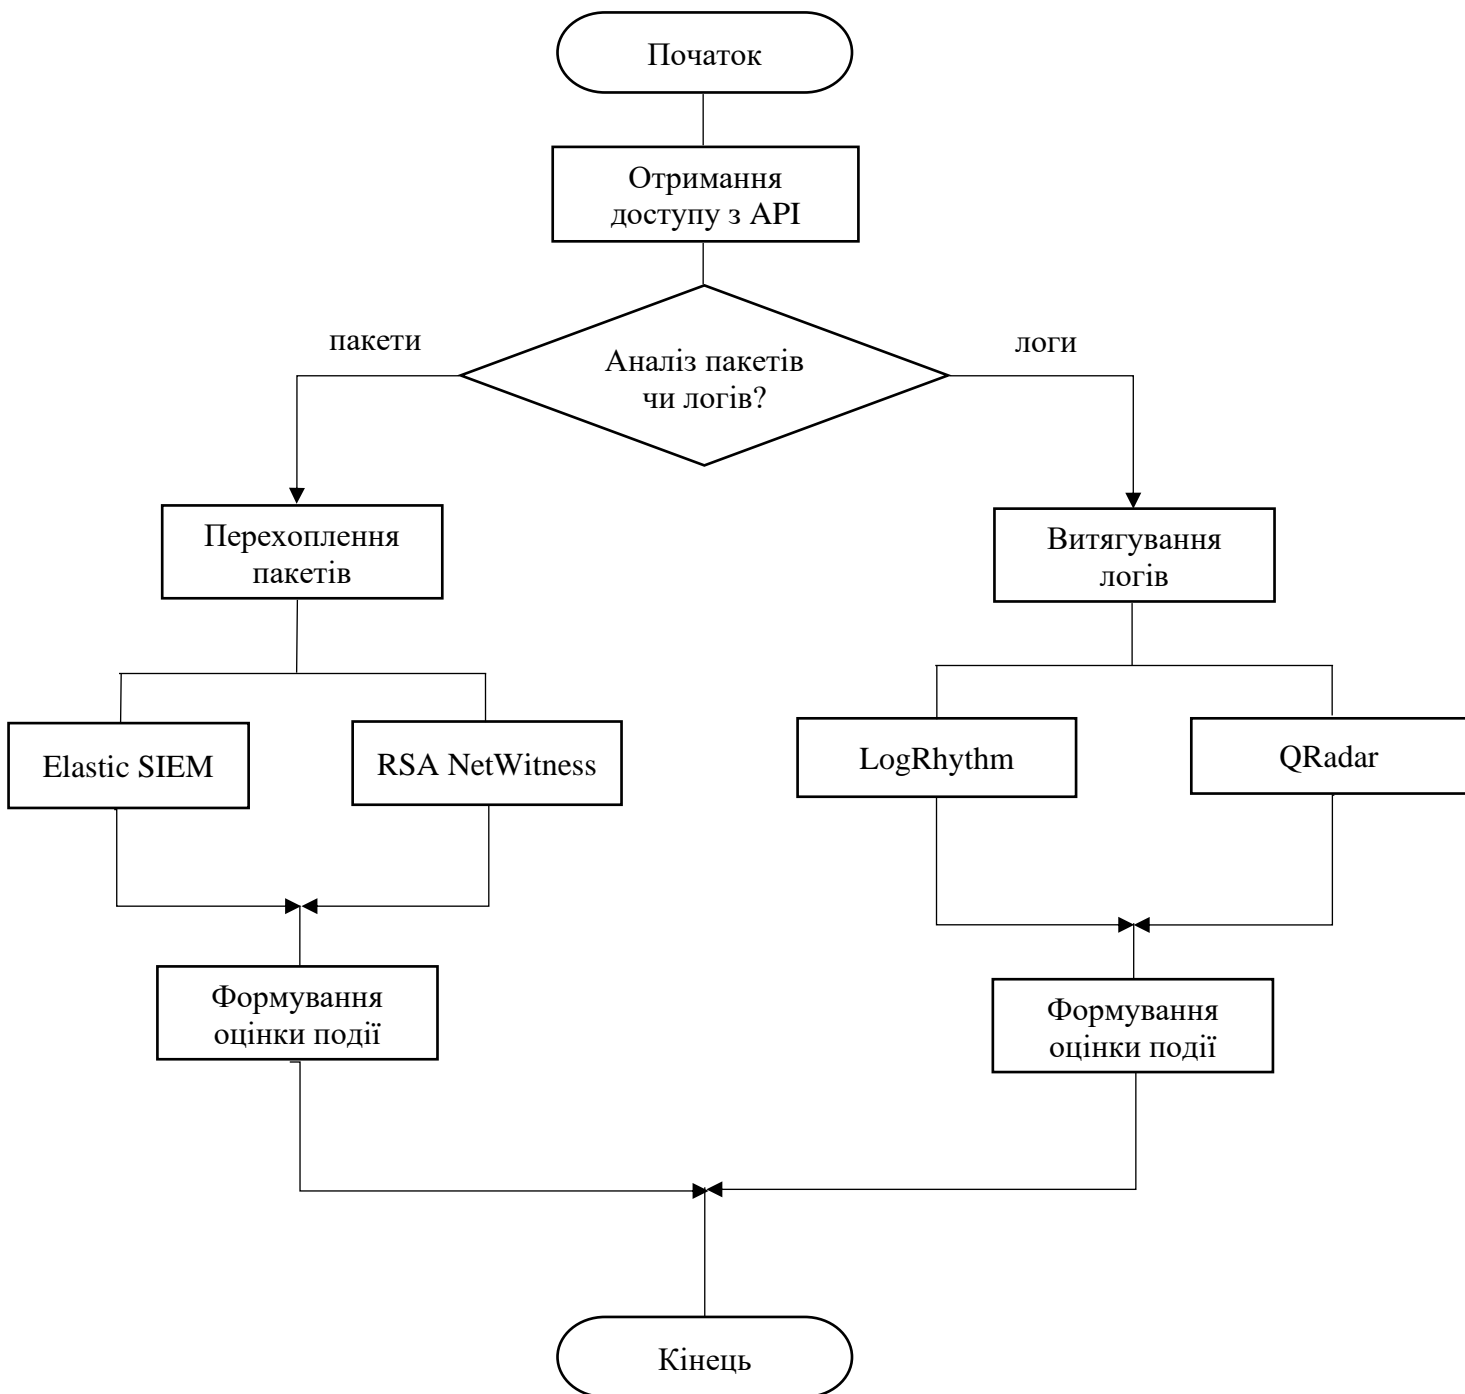 Початок
Отримання
доступу з API
пакети
логи
Аналіз пакетів
чи логів?
Перехоплення
пакетів
Витягування
логів
Elastic SIEM
RSA NetWitness
LogRhythm
QRadar
Формування
оцінки події
Формування
оцінки події
Кінець